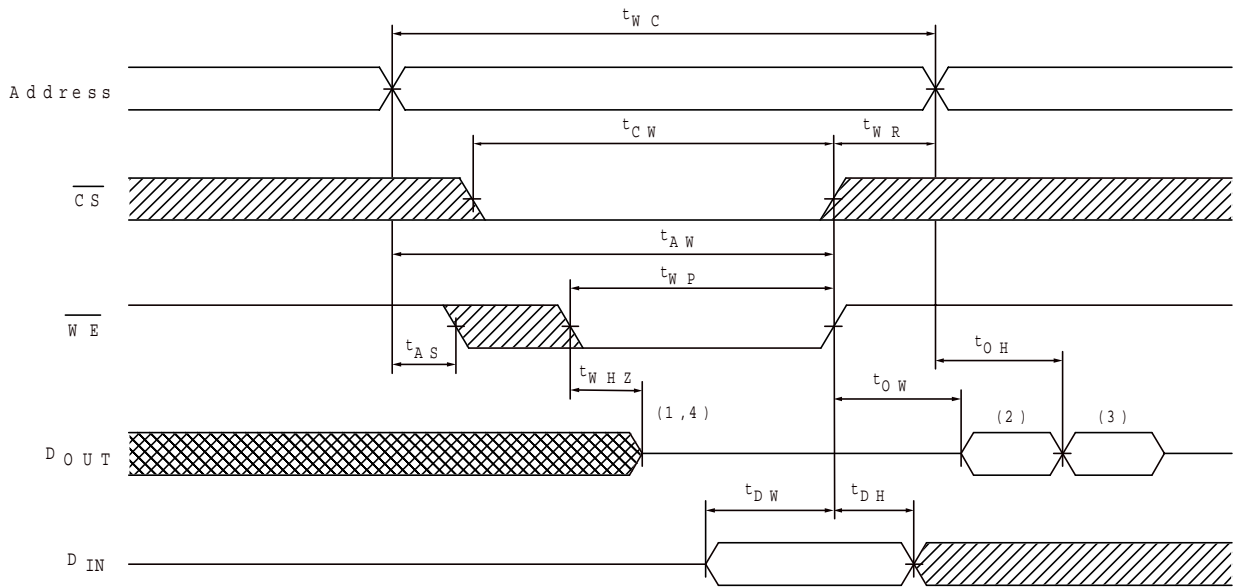 tWC
Address
tCW
tWR
CS
tAW
tWP
WE
tAS
tOH
tWHZ
tOW
(1,4)
(2)
(3)
DOUT
tDW
tDH
DIN